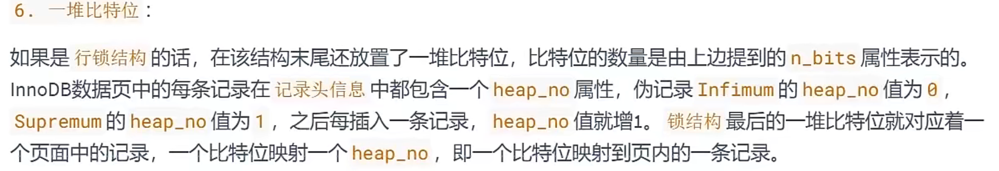 6. 一堆比特位：
如果是 行锁结构 的话，在该结构末尾还放置了一堆比特位，比特位的数量是由上边提到的 n_bits 属性表示的。
InnoDB数据页中的每条记录在 记录头信息 中都包含一个 heap_no 属性，伪记录 Infimum 的 heap_no 值为 0 ，
Supremum 的 heap_no 值为 1 ，之后每插入一条记录， heap_no 值就增1。 锁结构 最后的一堆比特位就对应着一
个页面中的记录，一个比特位映射一个 heap_no ，即一个比特位映射到页内的一条记录。